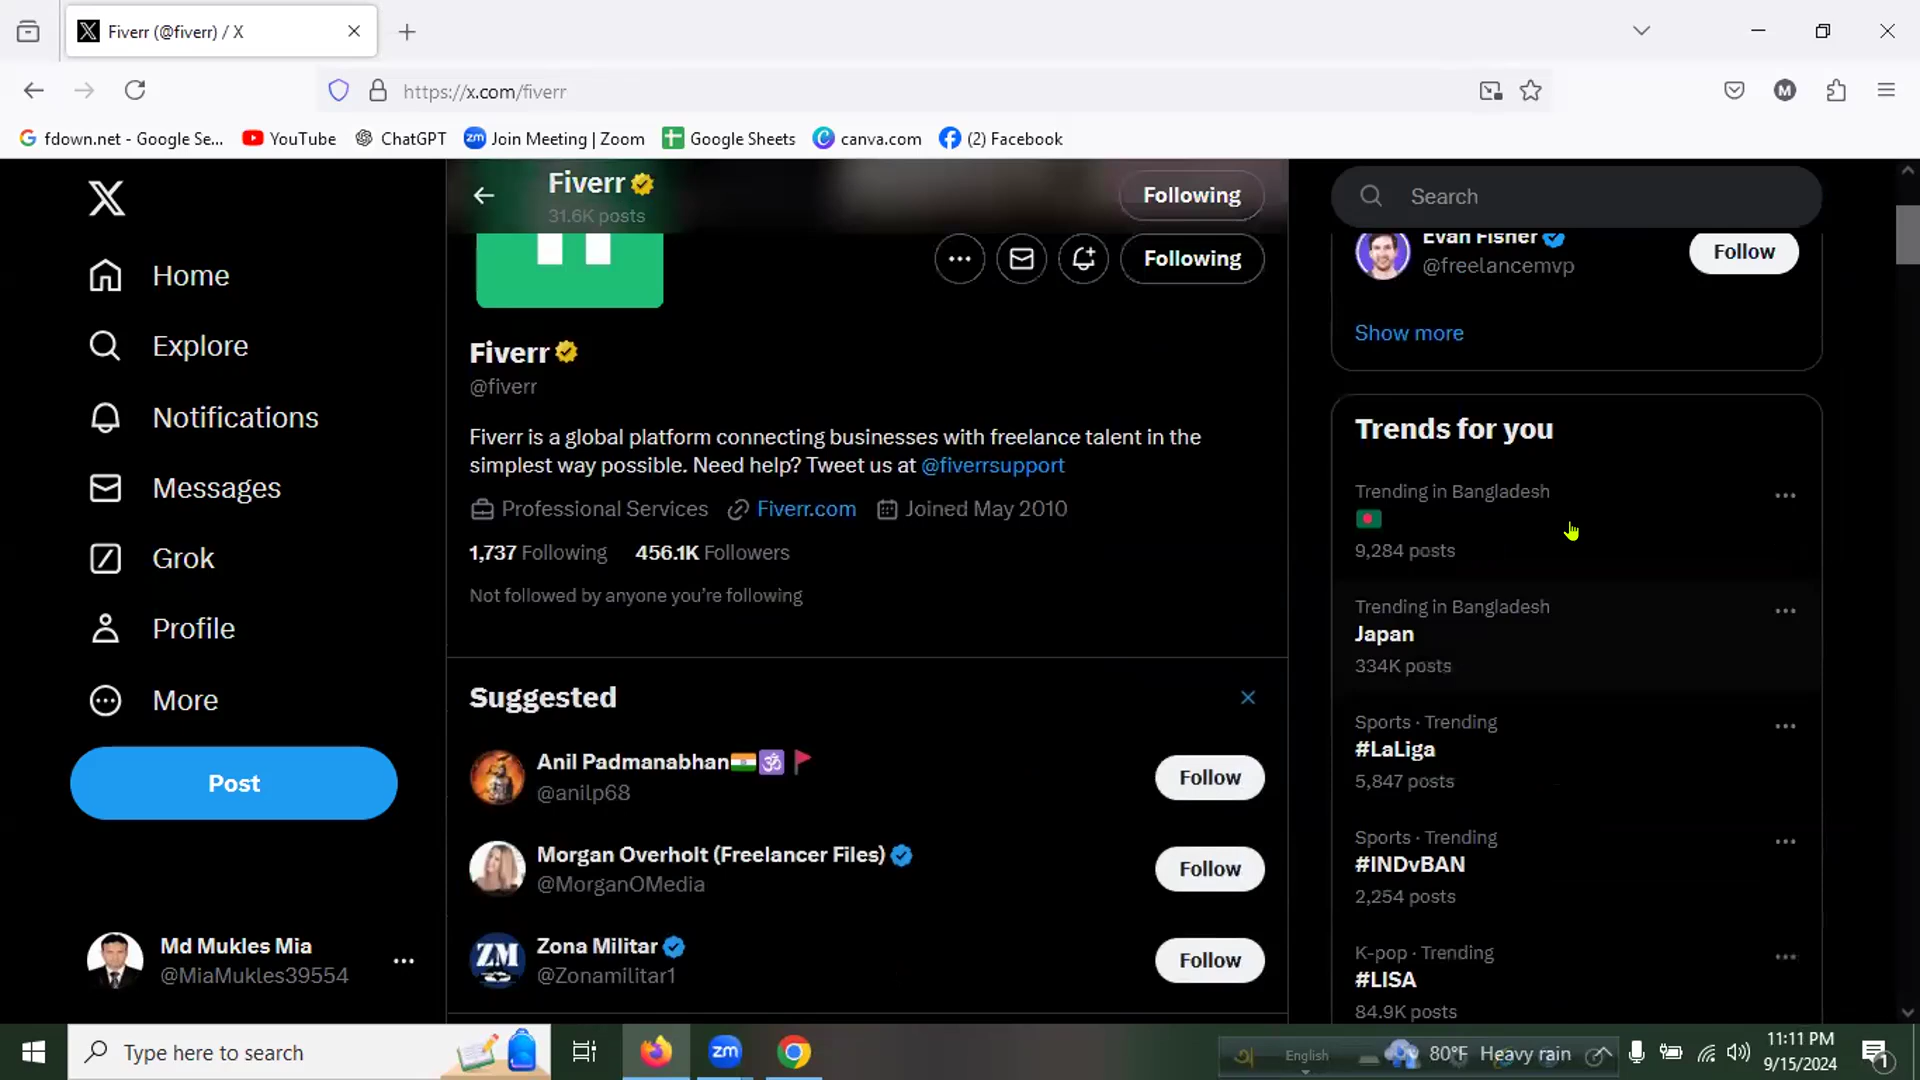 Fiverr (@fiverr) / X
https://x.com/fiverr
M
fdown.net - Google Se...
YouTube
ChatGPT
zm Join Meeting | Zoom
Google Sheets
canva.com
(2) Facebook
Home
Explore
Notifications
Messages
Grok
Profile
More
Post
Md Mukles Mia
@MiaMukles39554
Fiverr
31.6K posts
Following
Following
Fiverr
@fiverr
Fiverr is a global platform connecting businesses with freelance talent in the
simplest way possible. Need help? Tweet us at @fiverrsupport
Professional Services Fiverr.com Joined May 2010
1,737 Following 456.1K Followers
Not followed by anyone you're following
Suggested
Anil Padmanabhan🇮🇳🕉🚩
@anilp68
Follow
Morgan Overholt (Freelancer Files)
@MorganOMedia
Follow
ZM
Zona Militar
@Zonamilitar1
Follow
Search
Evan Fisher
@freelancemvp
Follow
Show more
Trends for you
Trending in Bangladesh
🇧🇩
9,284 posts
Trending in Bangladesh
Japan
334K posts
Sports · Trending
#LaLiga
5,847 posts
Sports · Trending
#INDvBAN
2,254 posts
K-pop · Trending
#LISA
84.9K posts
Type here to search
zm
অ
English
80°F Heavy rain
11:11 PM
9/15/2024
1